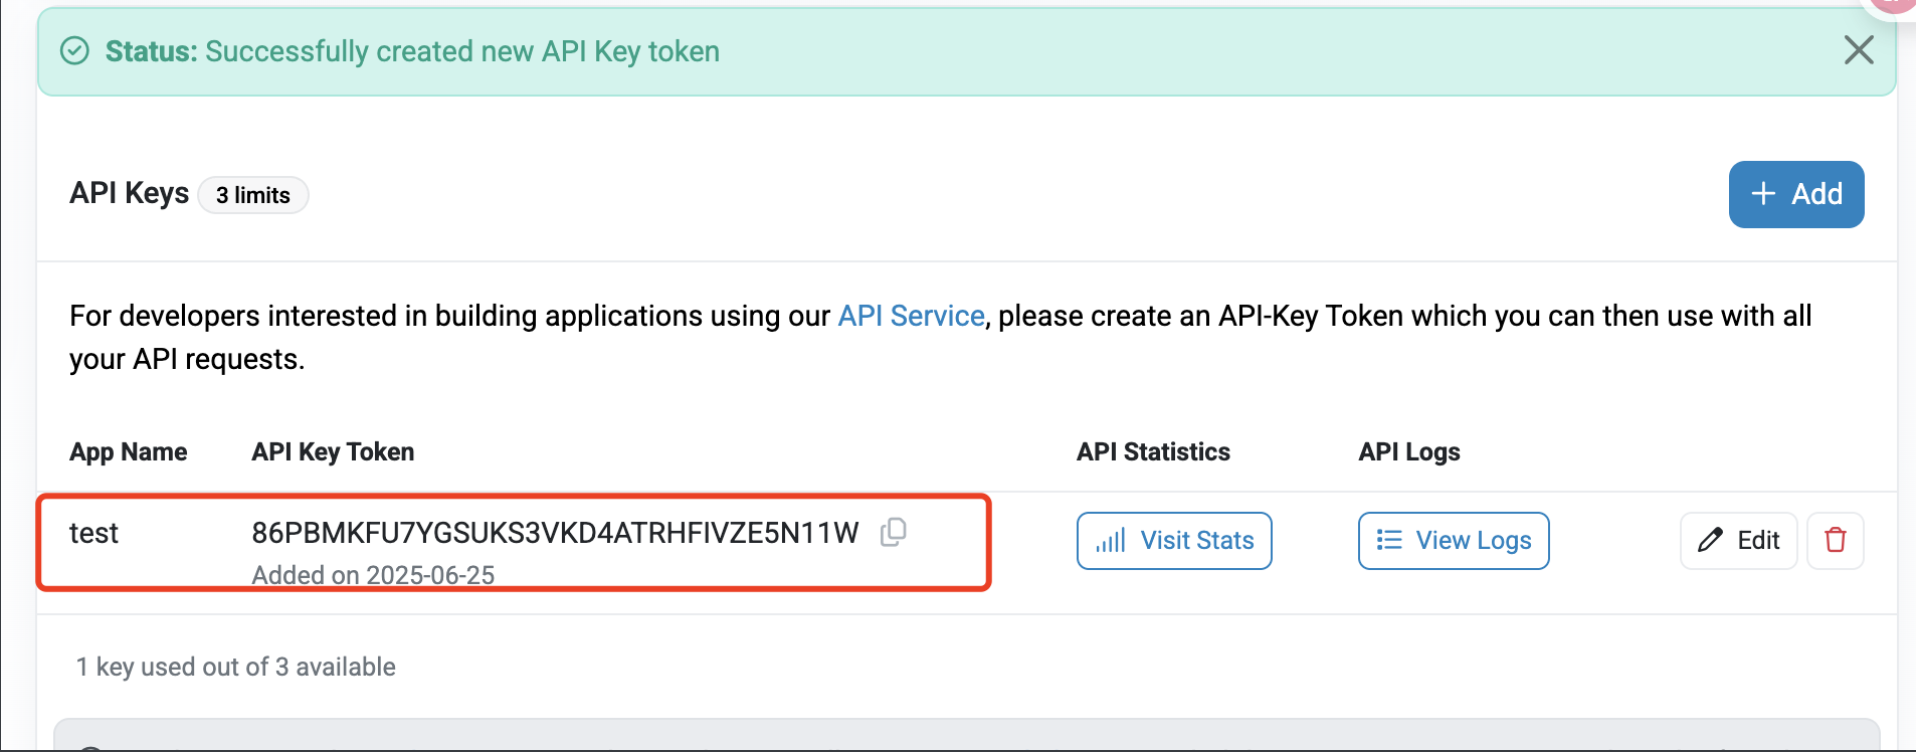 Status: Successfully created new API Key token
API Keys 3 limits
+ Add
For developers interested in building applications using our API Service, please create an API-Key Token which you can then use with all
your API requests.
App Name API Key Token API Statistics API Logs
test 86PBMKFU7YGSUKS3VKD4ATRHFIVZE5N11W Visit Stats View Logs Edit
Added on 2025-06-25
1 key used out of 3 available